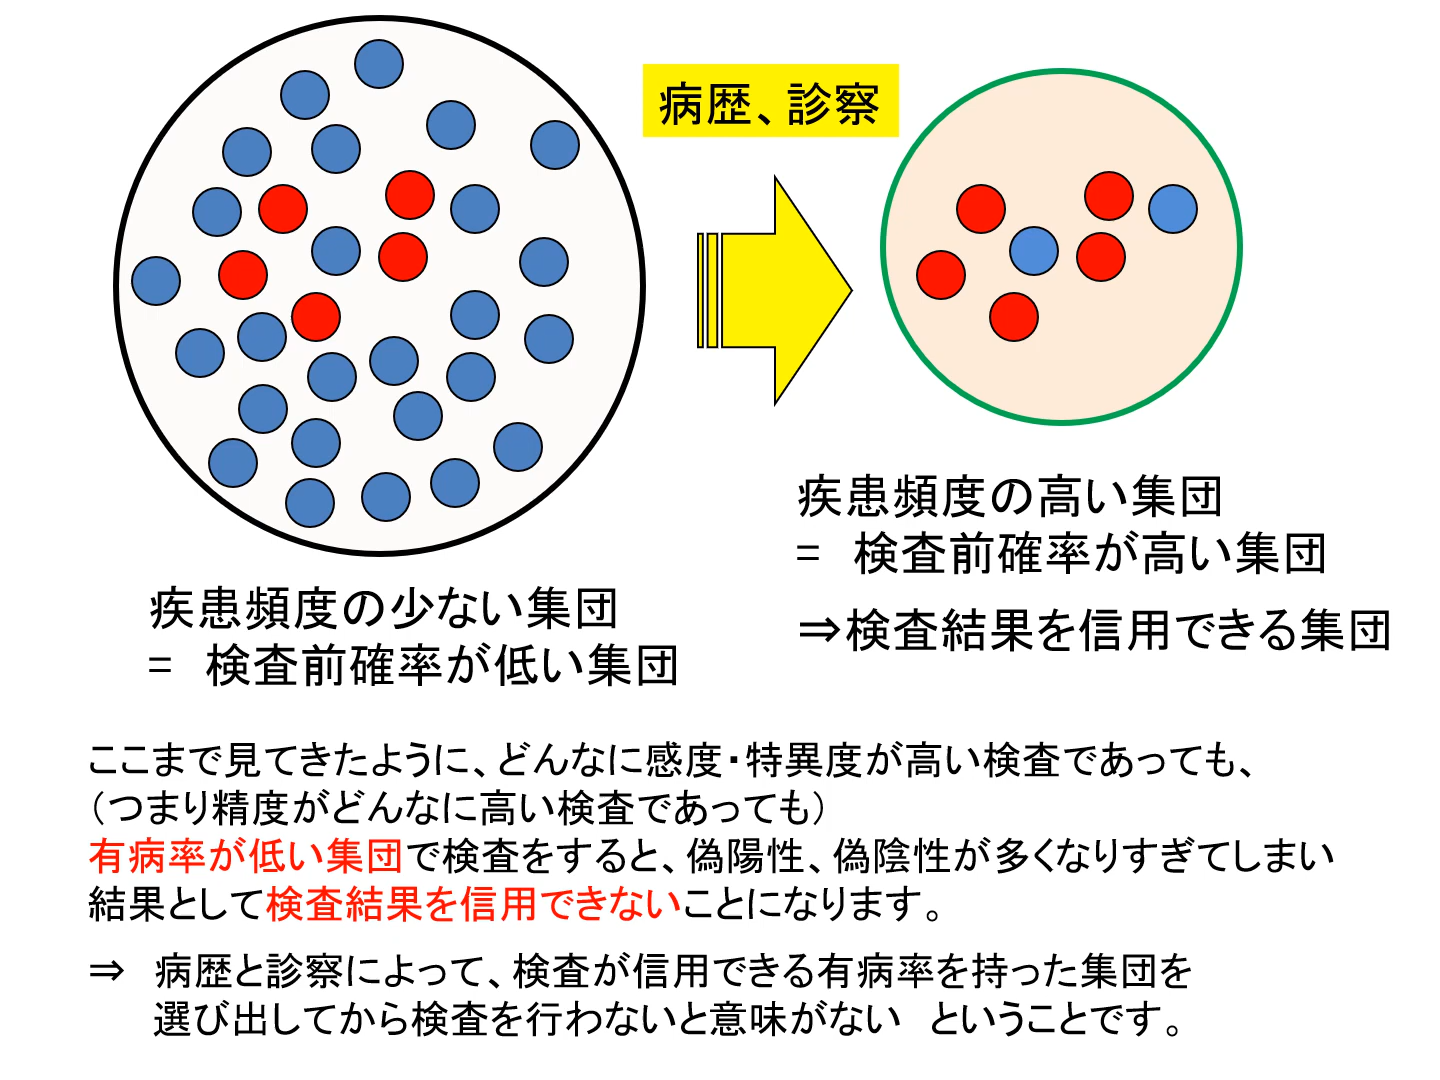 病歴、診察
疾患頻度の高い集団
=　検査前確率が高い集団
⇒検査結果を信用できる集団
疾患頻度の少ない集団
=　検査前確率が低い集団
ここまで見てきたように、どんなに感度・特異度が高い検査であっても、
（つまり精度がどんなに高い検査であっても）
有病率が低い集団で検査をすると、偽陽性、偽陰性が多くなりすぎてしまい
結果として検査結果を信用できないことになります。
⇒　病歴と診察によって、検査が信用できる有病率を持った集団を
選び出してから検査を行わないと意味がない　ということです。